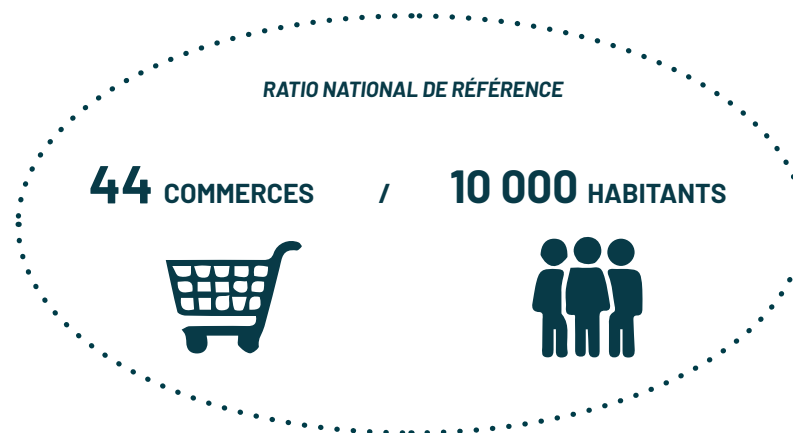 RATIO NATIONAL DE RÉFÉRENCE
44 COMMERCES / 10 000 HABITANTS